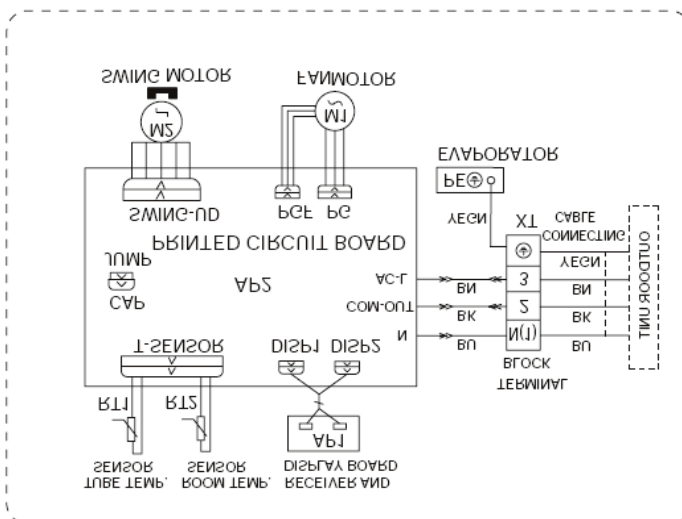 TUBE TEMP.
SENSOR
ROOM TEMP.
SENSOR
RECEIVER AND
DISPLAY BOARD
RT1
RT2
AP1
TERMINAL
BLOCK
T-SENSOR
DISP1
DISP2
N
BU
N(1)
BU
COM-OUT
BK
2
BK
AC-L
BN
3
BN
CAP
JUMP
AP2
PRINTED CIRCUIT BOARD
YEGN
CONNECTING
CABLE
XT
YEGN
OUTDOOR UNIT
SWING-UD
PGF
PG
PE
EVAPORATOR
M2
M1
SWING MOTOR
FANMOTOR